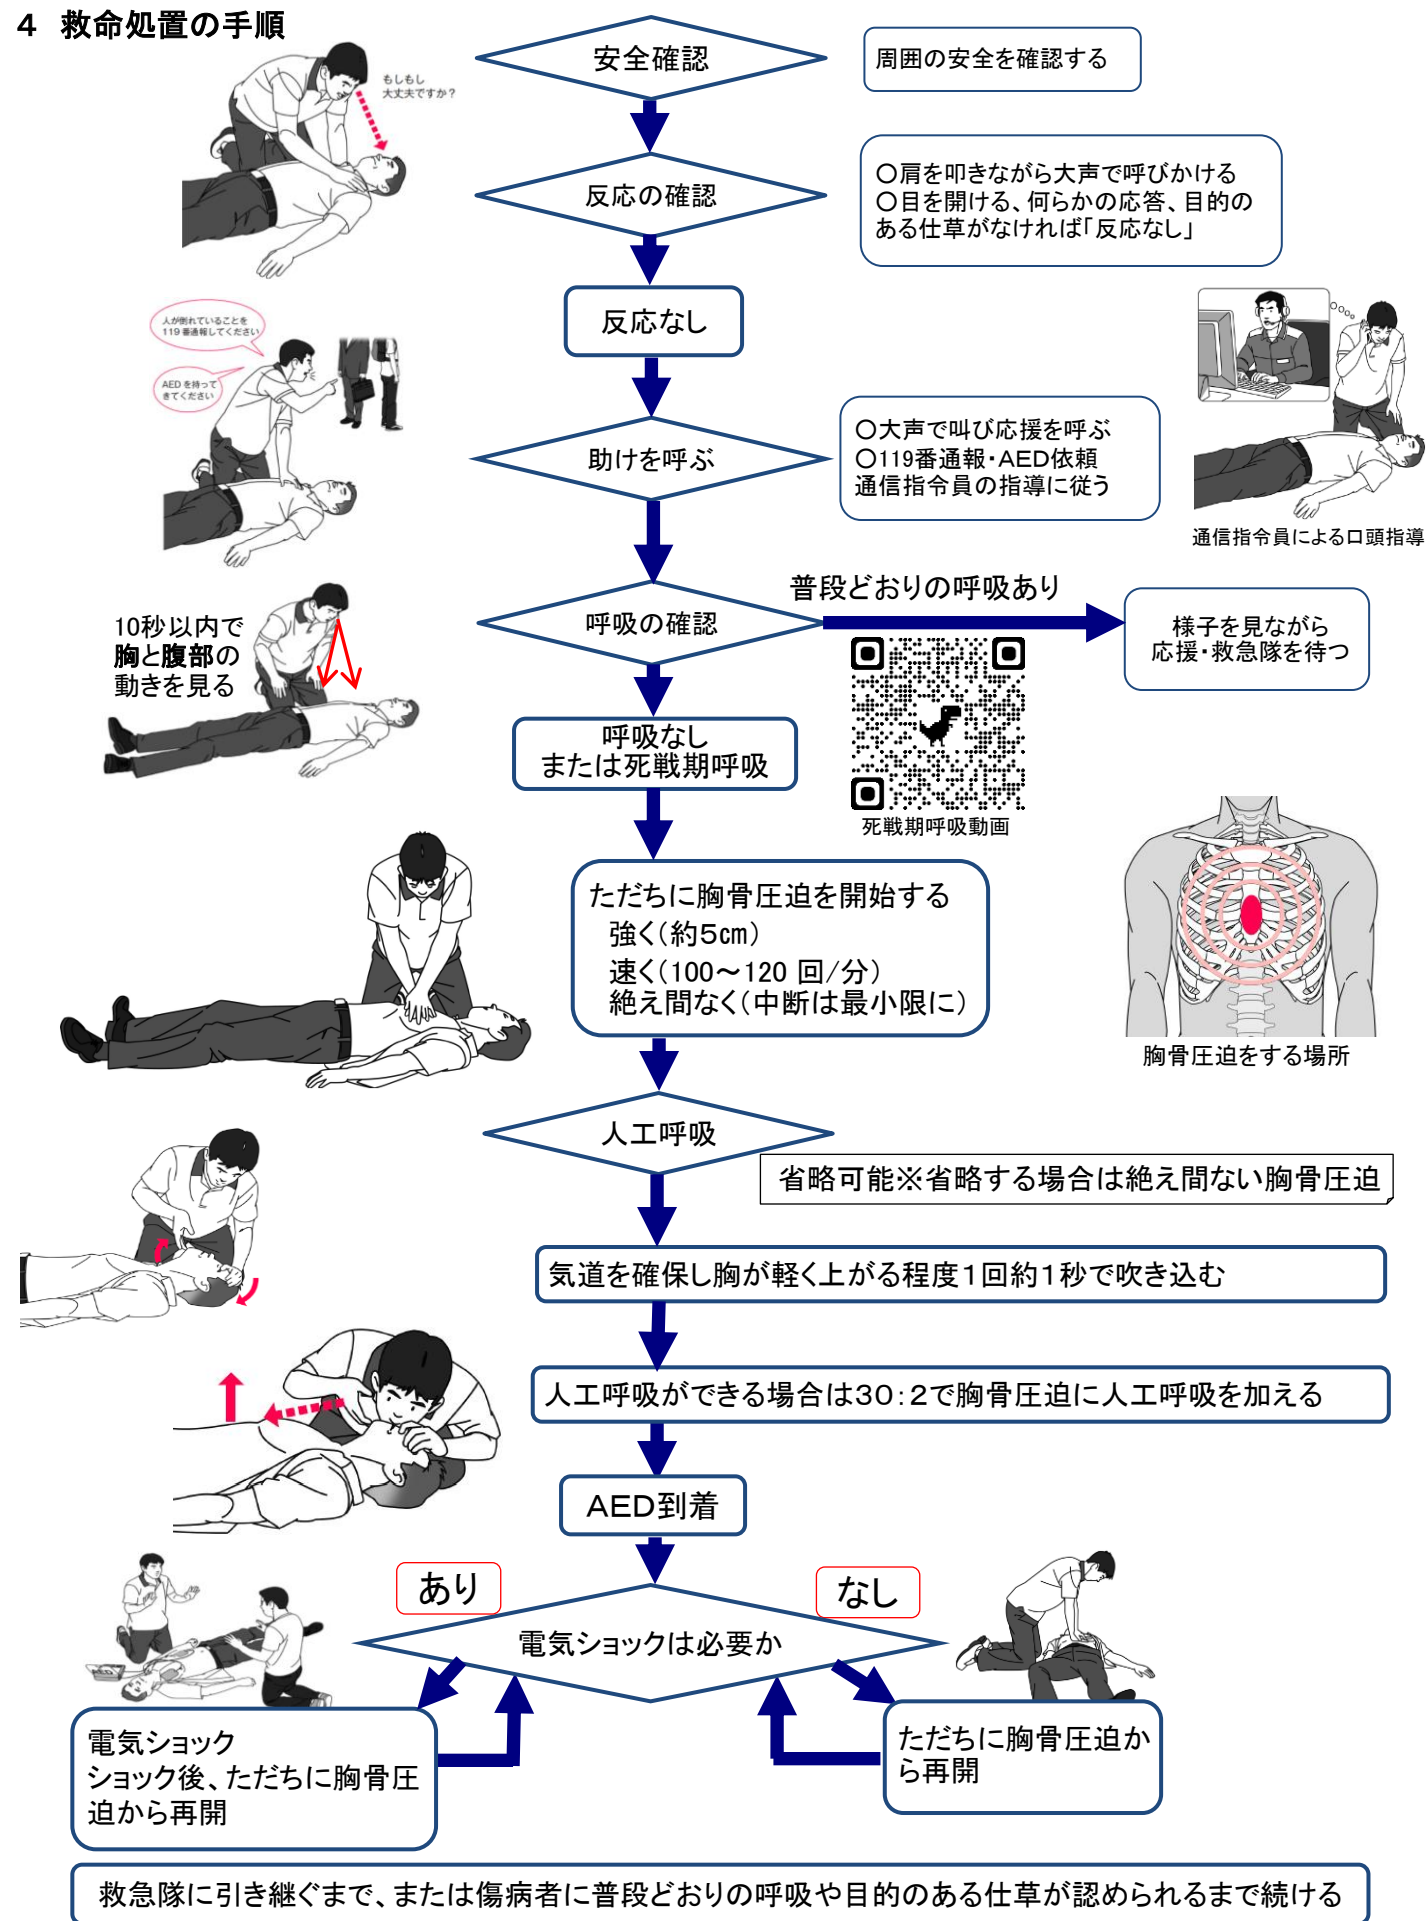 4 救命処置の手順
安全確認
周囲の安全を確認する
もしもし
大丈夫ですか?
反応の確認
○肩を叩きながら大声で呼びかける
○目を開ける、何らかの応答、目的の
ある仕草がなければ「反応なし」
反応なし
人が倒れていることを
119番通報してください
AEDを持って
きてください
助けを呼ぶ
○大声で叫び応援を呼ぶ
○119番通報・AED依頼
通信指令員の指導に従う
通信指令員による口頭指導
10秒以内で
胸と腹部の
動きを見る
呼吸の確認
普段どおりの呼吸あり
様子を見ながら
応援・救急隊を待つ
呼吸なし
または死戦期呼吸
死戦期呼吸動画
ただちに胸骨圧迫を開始する
強く(約5㎝)
速く(100～120 回/分)
絶え間なく(中断は最小限に)
胸骨圧迫をする場所
人工呼吸
省略可能※省略する場合は絶え間ない胸骨圧迫
気道を確保し胸が軽く上がる程度1回約1秒で吹き込む
人工呼吸ができる場合は30:2で胸骨圧迫に人工呼吸を加える
AED到着
あり
なし
電気ショックは必要か
電気ショック
ショック後、ただちに胸骨圧
迫から再開
ただちに胸骨圧迫か
ら再開
救急隊に引き継ぐまで、または傷病者に普段どおりの呼吸や目的のある仕草が認められるまで続ける